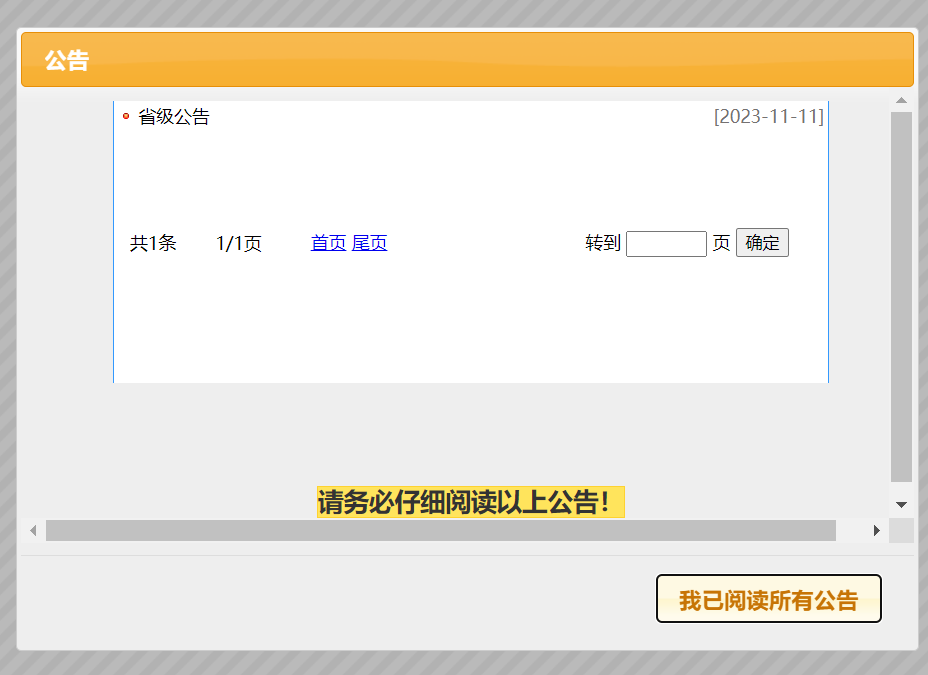 公告
省级公告 [2023-11-11]
共1条 1/1页 首页 尾页 转到 页 确定
请务必仔细阅读以上公告！
我已阅读所有公告